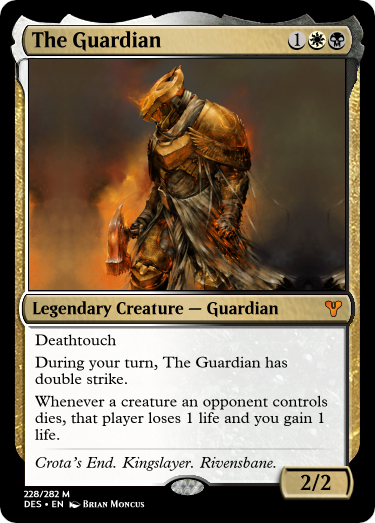 The Guardian 1
Legendary Creature — Guardian
Deathtouch
During your turn, The Guardian has
double strike.
Whenever a creature an opponent controls
dies, that player loses 1 life and you gain 1
life.
Crota's End. Kingslayer. Rivensbane.
2/2
228/282 M
DES • EN Brian Moncus